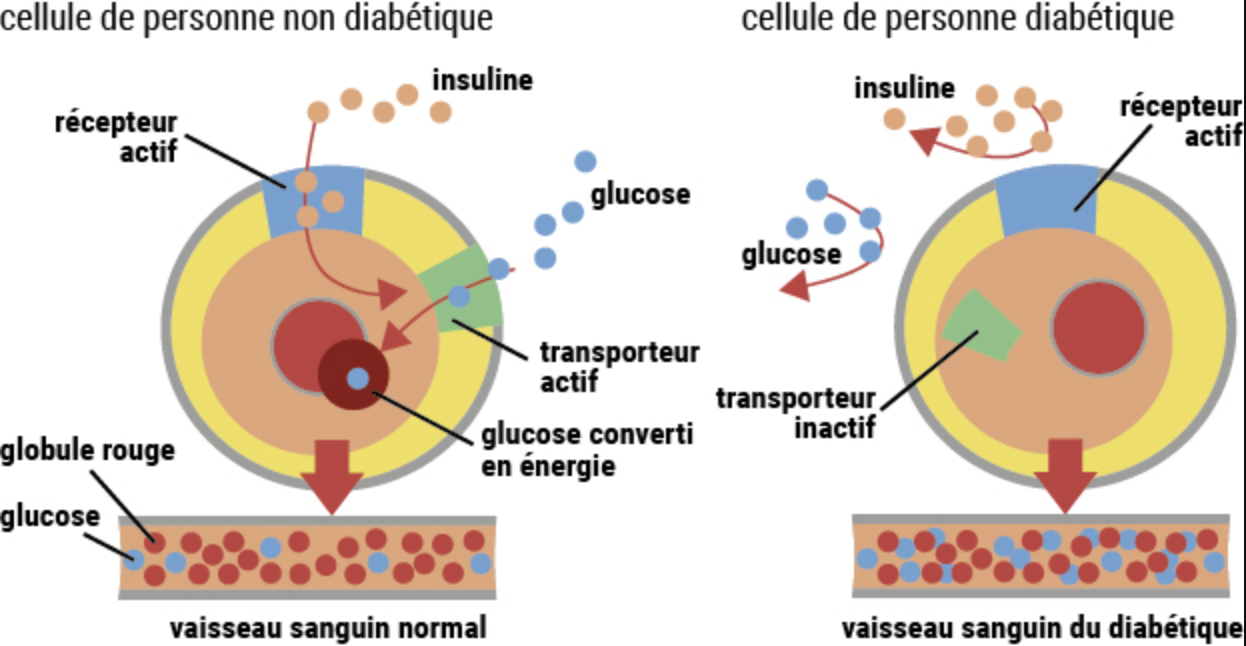 cellule de personne non diabétique
insuline
récepteur
actif
glucose
transporteur
actif
glucose converti
en énergie
globule rouge
glucose
vaisseau sanguin normal
cellule de personne diabétique
insuline
récepteur
actif
glucose
transporteur
inactif
vaisseau sanguin du diabétique